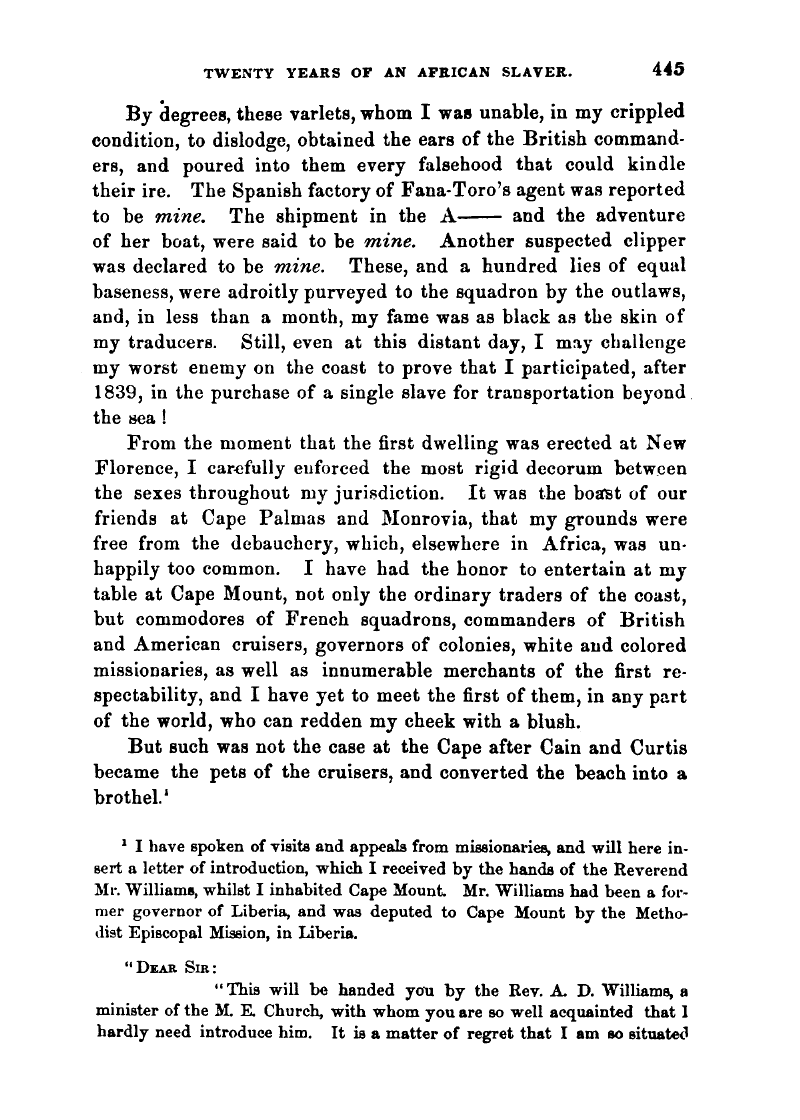 TWENTY YEARS OF AN AFRICAN SLAVER. 445
By degrees, these varlets, whom I was unable, in my crippled
condition, to dislodge, obtained the ears of the British command-
ers, and poured into them every falsehood that could kindle
their ire. The Spanish factory of Fana-Toro's agent was reported
to be mine. The shipment in the A—— and the adventure
of her boat, were said to be mine. Another suspected clipper
was declared to be mine. These, and a hundred lies of equal
baseness, were adroitly purveyed to the squadron by the outlaws,
and, in less than a month, my fame was as black as the skin of
my traducers. Still, even at this distant day, I may challenge
my worst enemy on the coast to prove that I participated, after
1839, in the purchase of a single slave for transportation beyond
the sea!
From the moment that the first dwelling was erected at New
Florence, I carefully enforced the most rigid decorum between
the sexes throughout my jurisdiction. It was the boast of our
friends at Cape Palmas and Monrovia, that my grounds were
free from the debauchery, which, elsewhere in Africa, was un-
happily too common. I have had the honor to entertain at my
table at Cape Mount, not only the ordinary traders of the coast,
but commodores of French squadrons, commanders of British
and American cruisers, governors of colonies, white and colored
missionaries, as well as innumerable merchants of the first re-
spectability, and I have yet to meet the first of them, in any part
of the world, who can redden my cheek with a blush.
But such was not the case at the Cape after Cain and Curtis
became the pets of the cruisers, and converted the beach into a
brothel.¹
¹ I have spoken of visits and appeals from missionaries, and will here in-
sert a letter of introduction, which I received by the hands of the Reverend
Mr. Williams, whilst I inhabited Cape Mount. Mr. Williams had been a for-
mer governor of Liberia, and was deputed to Cape Mount by the Metho-
dist Episcopal Mission, in Liberia.
"DEAR SIR:
"This will be handed you by the Rev. A. D. Williams, a
minister of the M. E. Church, with whom you are so well acquainted that I
hardly need introduce him. It is a matter of regret that I am so situated